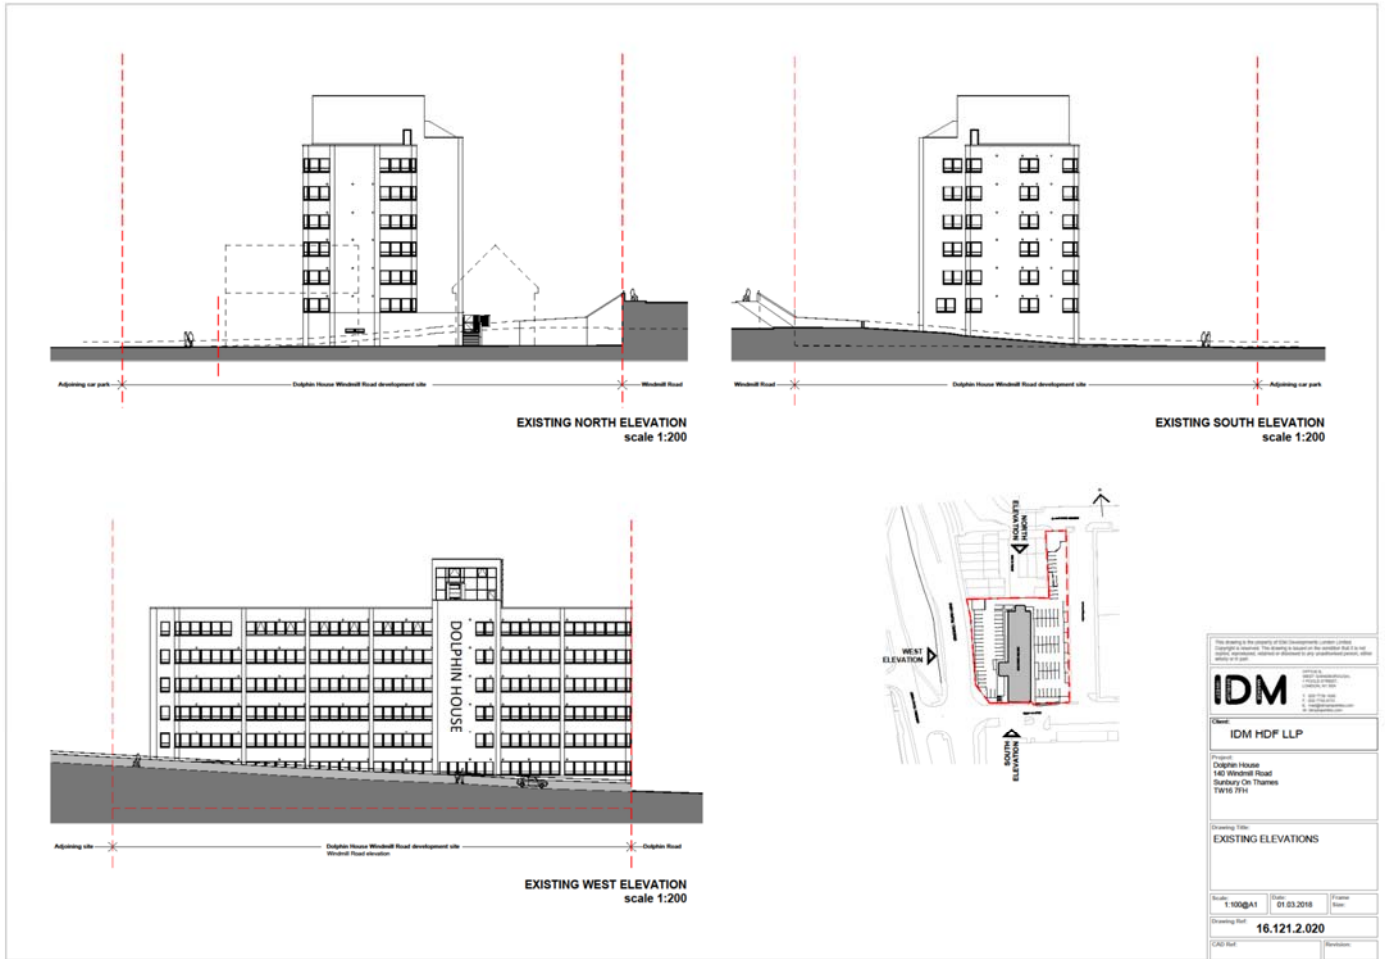 Adjoining car park
Dolphin House Windmill Road development site
Windmill Road
EXISTING NORTH ELEVATION
scale 1:200
Windmill Road
Dolphin House Windmill Road development site
Adjoining car park
EXISTING SOUTH ELEVATION
scale 1:200
DOLPHIN HOUSE
Adjoining site
Dolphin House Windmill Road development site
Windmill Road elevation
Dolphin Road
EXISTING WEST ELEVATION
scale 1:200
NORTH
ELEVATION
WEST
ELEVATION
SOUTH
ELEVATION
IDM
Client:
IDM HDF LLP
Project:
Dolphin House
140 Windmill Road
Sunbury On Thames
TW16 7FH
Drawing Title:
EXISTING ELEVATIONS
Scale:
1:100@A1
Date:
01.03.2018
Frame
Size:
Drawing Ref:
16.121.2.020
CAD Ref:
Revision: